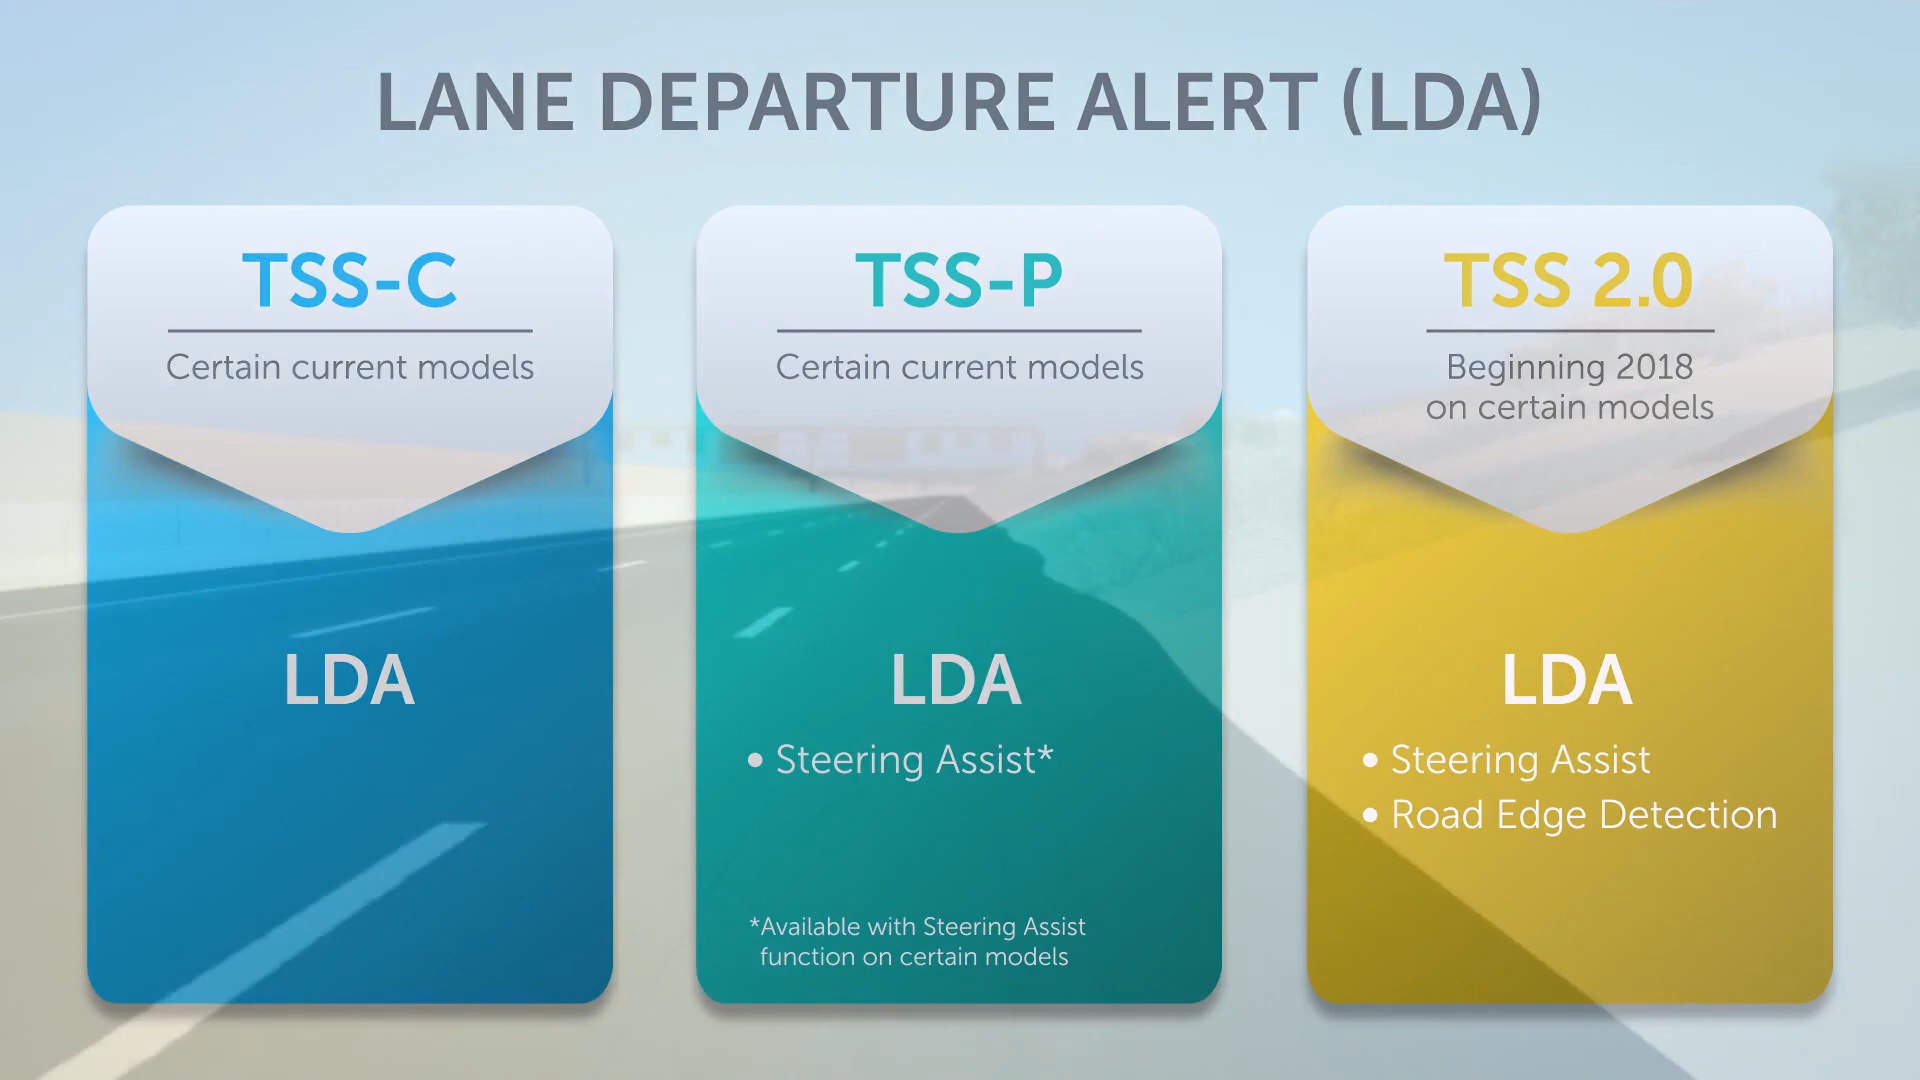 LANE DEPARTURE ALERT (LDA)
TSS-C
Certain current models
LDA
TSS-P
Certain current models
LDA
• Steering Assist*
*Available with Steering Assist
function on certain models
TSS 2.0
Beginning 2018
on certain models
LDA
• Steering Assist
• Road Edge Detection